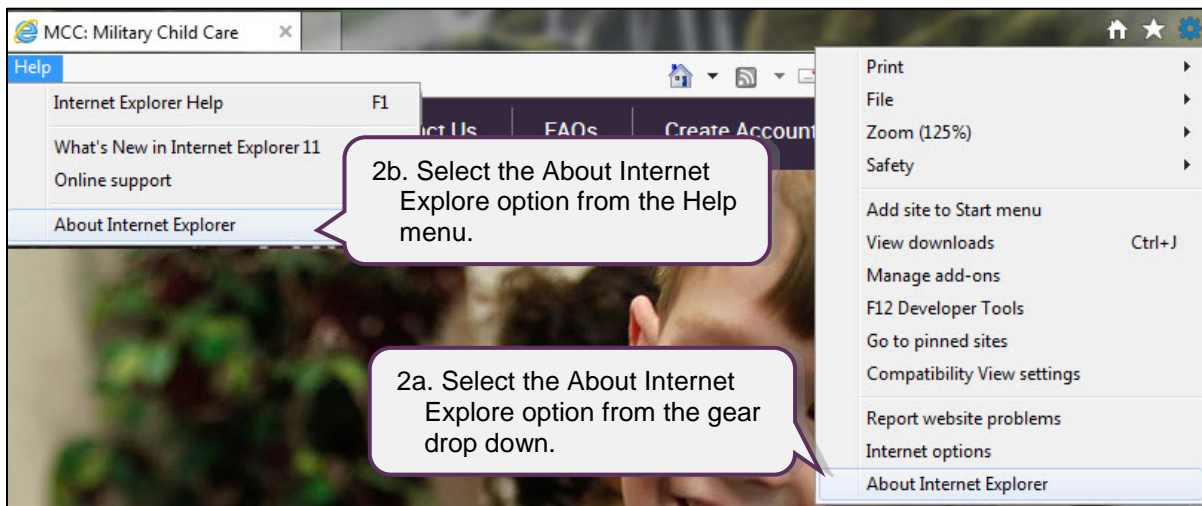 MCC: Military Child Care
Help
Internet Explorer Help F1
What's New in Internet Explorer 11
Online support
About Internet Explorer
FAQs
Create Account
2b. Select the About Internet
Explore option from the Help
menu.
2a. Select the About Internet
Explore option from the gear
drop down.
Print
File
Zoom (125%)
Safety
Add site to Start menu
View downloads Ctrl+J
Manage add-ons
F12 Developer Tools
Go to pinned sites
Compatibility View settings
Report website problems
Internet options
About Internet Explorer